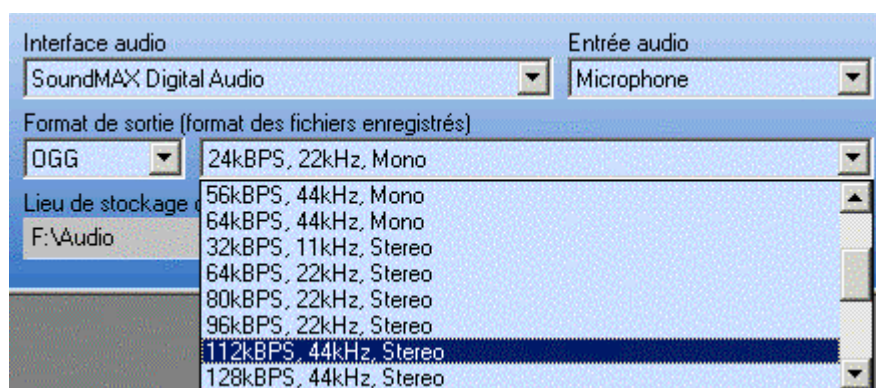 Interface audio Entrée audio
SoundMAX Digital Audio Microphone
Format de sortie (format des fichiers enregistrés)
OGG 24kBPS, 22kHz, Mono
56kBPS, 44kHz, Mono
64kBPS, 44kHz, Mono
Lieu de stockage
32kBPS, 11kHz, Stereo
F:\Audio
64kBPS, 22kHz, Stereo
80kBPS, 22kHz, Stereo
96kBPS, 22kHz, Stereo
112kBPS, 44kHz, Stereo
128kBPS, 44kHz, Stereo